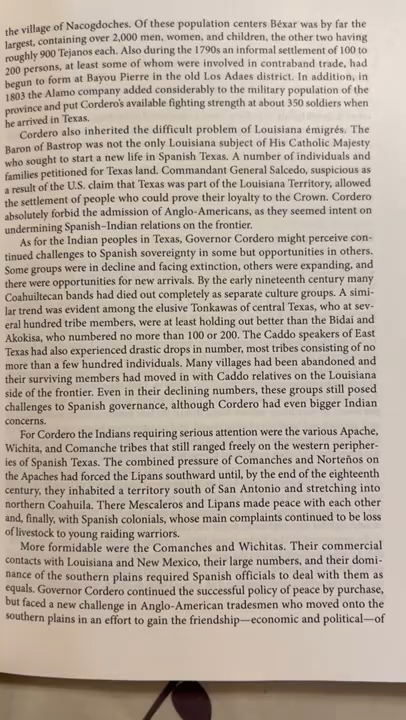 the village of Nacogdoches. Of these population centers Béxar was by far the
largest, containing over 2,000 men, women, and children, the other two having
roughly 900 Tejanos each. Also during the 1790s an informal settlement of 100 to
200 persons, at least some of whom were involved in contraband trade, had
begun to form at Bayou Pierre in the old Los Adaes district. In addition, in
1803 the Alamo company added considerably to the military population of the
province and put Cordero's available fighting strength at about 350 soldiers when
he arrived in Texas.
Cordero also inherited the difficult problem of Louisiana émigrés. The
Baron of Bastrop was not the only Louisiana subject of His Catholic Majesty
who sought to start a new life in Spanish Texas. A number of individuals and
families petitioned for Texas land. Commandant General Salcedo, suspicious as
a result of the U.S. claim that Texas was part of the Louisiana Territory, allowed
the settlement of people who could prove their loyalty to the Crown. Cordero
absolutely forbid the admission of Anglo-Americans, as they seemed intent on
undermining Spanish–Indian relations on the frontier.
As for the Indian peoples in Texas, Governor Cordero might perceive con-
tinued challenges to Spanish sovereignty in some but opportunities in others.
Some groups were in decline and facing extinction, others were expanding, and
there were opportunities for new arrivals. By the early nineteenth century many
Coahuiltecan bands had died out completely as separate culture groups. A simi-
lar trend was evident among the elusive Tonkawas of central Texas, who at sev-
eral hundred tribe members, were at least holding out better than the Bidai and
Akokisa, who numbered no more than 100 or 200. The Caddo speakers of East
Texas had also experienced drastic drops in number, most tribes consisting of no
more than a few hundred individuals. Many villages had been abandoned and
their surviving members had moved in with Caddo relatives on the Louisiana
side of the frontier. Even in their declining numbers, these groups still posed
challenges to Spanish governance, although Cordero had even bigger Indian
concerns.
For Cordero the Indians requiring serious attention were the various Apache,
Wichita, and Comanche tribes that still ranged freely on the western peripher-
ies of Spanish Texas. The combined pressure of Comanches and Norteños on
the Apaches had forced the Lipans southward until, by the end of the eighteenth
century, they inhabited a territory south of San Antonio and stretching into
northern Coahuila. There Mescaleros and Lipans made peace with each other
and, finally, with Spanish colonials, whose main complaints continued to be loss
of livestock to young raiding warriors.
More formidable were the Comanches and Wichitas. Their commercial
contacts with Louisiana and New Mexico, their large numbers, and their domi-
nance of the southern plains required Spanish officials to deal with them as
equals. Governor Cordero continued the successful policy of peace by purchase,
but faced a new challenge in Anglo-American tradesmen who moved onto the
southern plains in an effort to gain the friendship—economic and political—of